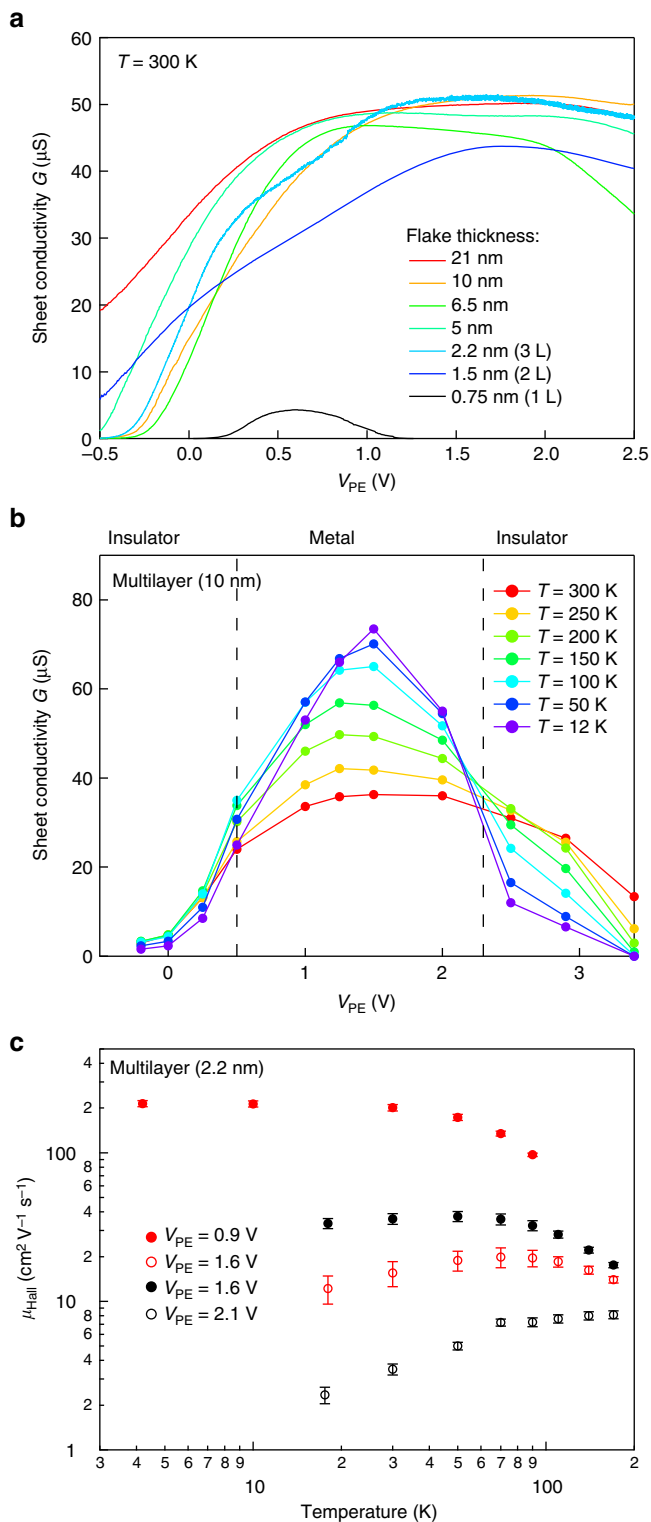 a
T = 300 K
60
50
40
30
20
10
0
Sheet conductivity G (µS)
Flake thickness:
21 nm
10 nm
6.5 nm
5 nm
2.2 nm (3 L)
1.5 nm (2 L)
0.75 nm (1 L)
−0.5 0.0 0.5 1.0 1.5 2.0 2.5
VPE (V)
b
Insulator Metal Insulator
Multilayer (10 nm)
80
60
40
20
0
Sheet conductivity G (µS)
T = 300 K
T = 250 K
T = 200 K
T = 150 K
T = 100 K
T = 50 K
T = 12 K
0 1 2 3
VPE (V)
c
Multilayer (2.2 nm)
4
2
100
8
6
4
2
10
8
6
4
2
1
µHall (cm² V−1 s−1)
VPE = 0.9 V
VPE = 1.6 V
VPE = 1.6 V
VPE = 2.1 V
3 4 5 6 7 8 9 2 3 4 5 6 7 8 9 2
10 100
Temperature (K)